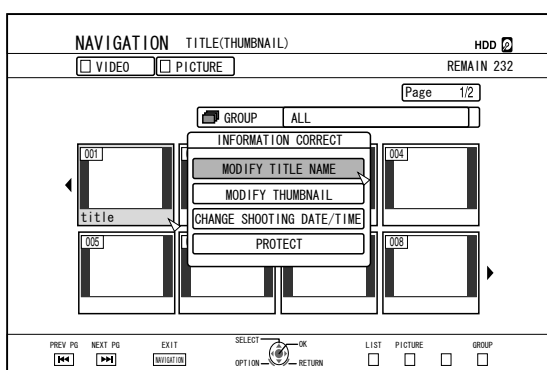 NAVIGATION TITLE(THUMBNAIL) HDD
VIDEO PICTURE REMAIN 232
Page 1/2
GROUP ALL
INFORMATION CORRECT
001 004
MODIFY TITLE NAME
MODIFY THUMBNAIL
title CHANGE SHOOTING DATE/TIME
005 PROTECT 008
PREV PG NEXT PG EXIT SELECT OK LIST PICTURE GROUP
NAVIGATION OPTION RETURN